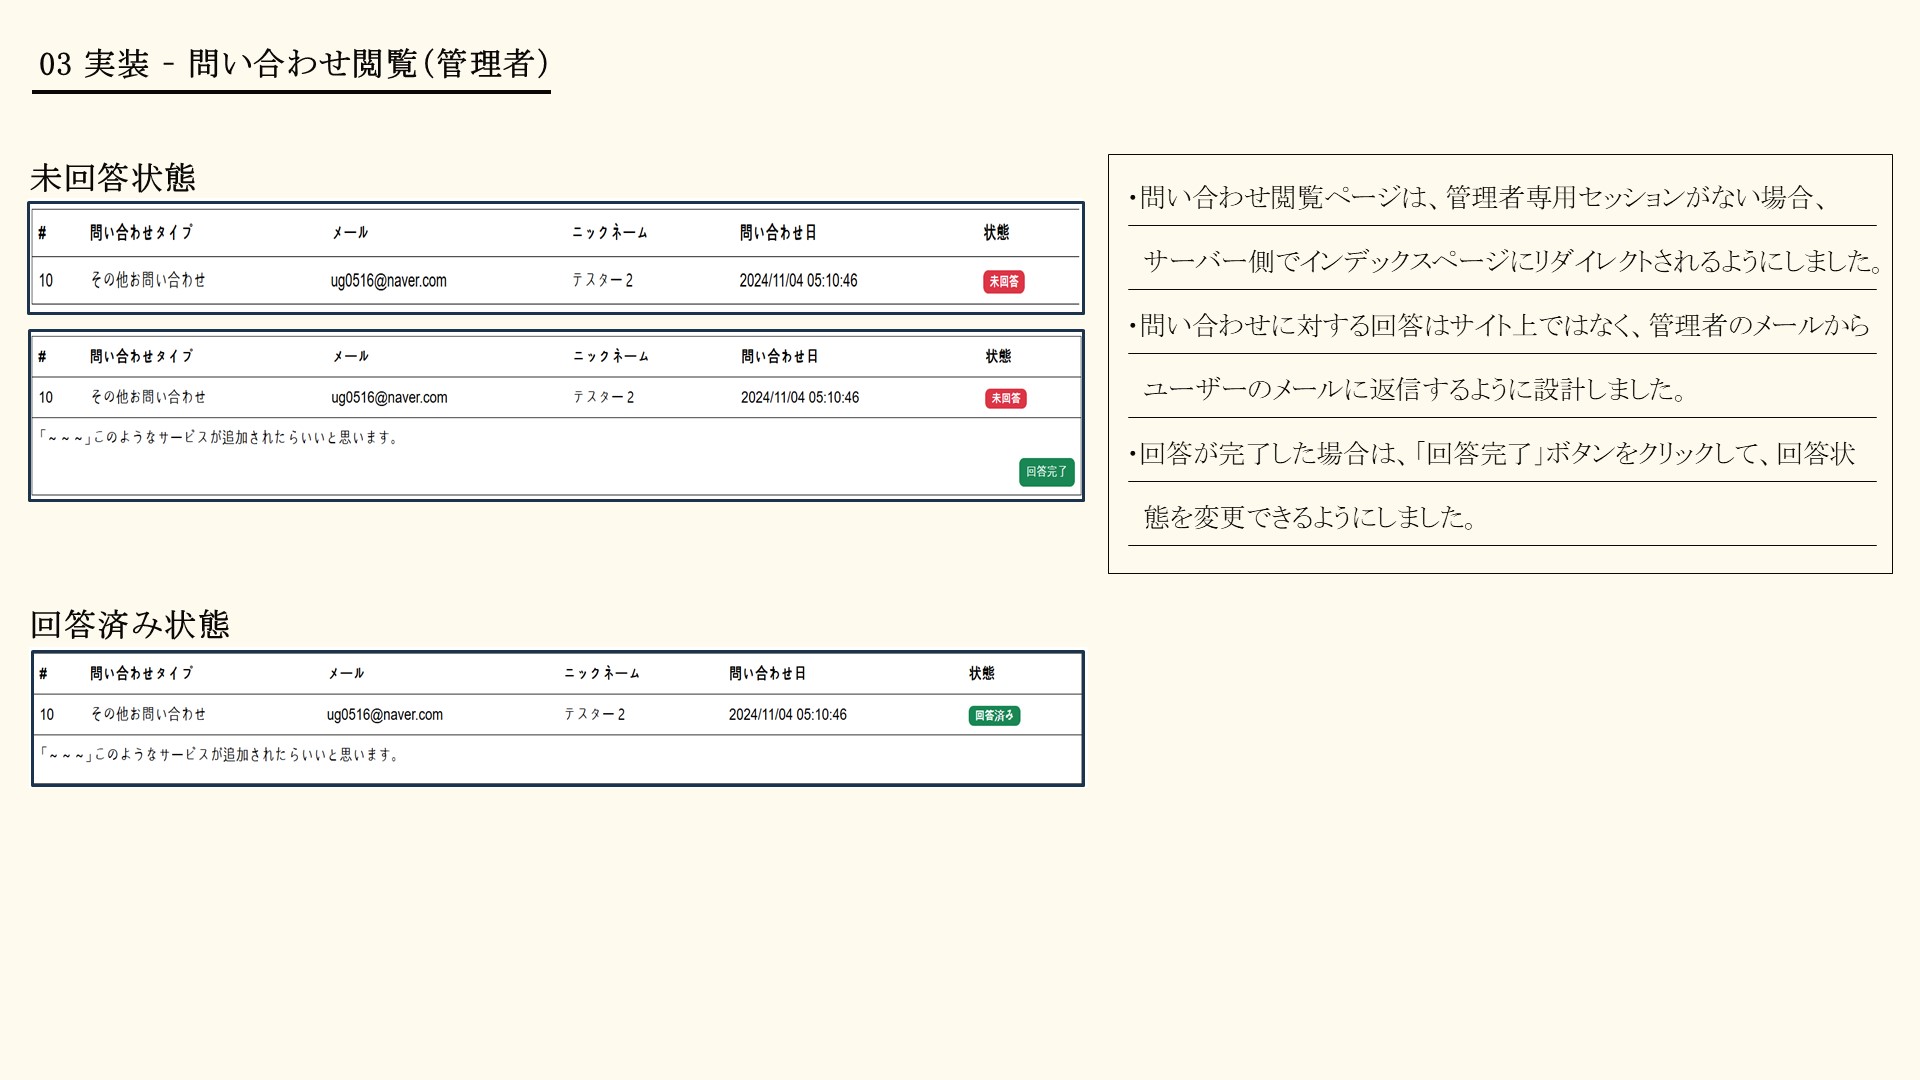 03 実装 - 問い合わせ閲覧(管理者)
未回答状態
# 問い合わせタイプ メール ニックネーム 問い合わせ日 状態
10 その他お問い合わせ ug0516@naver.com テスター2 2024/11/04 05:10:46 未回答
# 問い合わせタイプ メール ニックネーム 問い合わせ日 状態
10 その他お問い合わせ ug0516@naver.com テスター2 2024/11/04 05:10:46 未回答
「~~~」このようなサービスが追加されたらいいと思います。
回答完了
回答済み状態
# 問い合わせタイプ メール ニックネーム 問い合わせ日 状態
10 その他お問い合わせ ug0516@naver.com テスター2 2024/11/04 05:10:46 回答済み
「~~~」このようなサービスが追加されたらいいと思います。
・問い合わせ閲覧ページは、管理者専用セッションがない場合、
サーバー側でインデックスページにリダイレクトされるようにしました。
・問い合わせに対する回答はサイト上ではなく、管理者のメールから
ユーザーのメールに返信するように設計しました。
・回答が完了した場合は、「回答完了」ボタンをクリックして、回答状
態を変更できるようにしました。